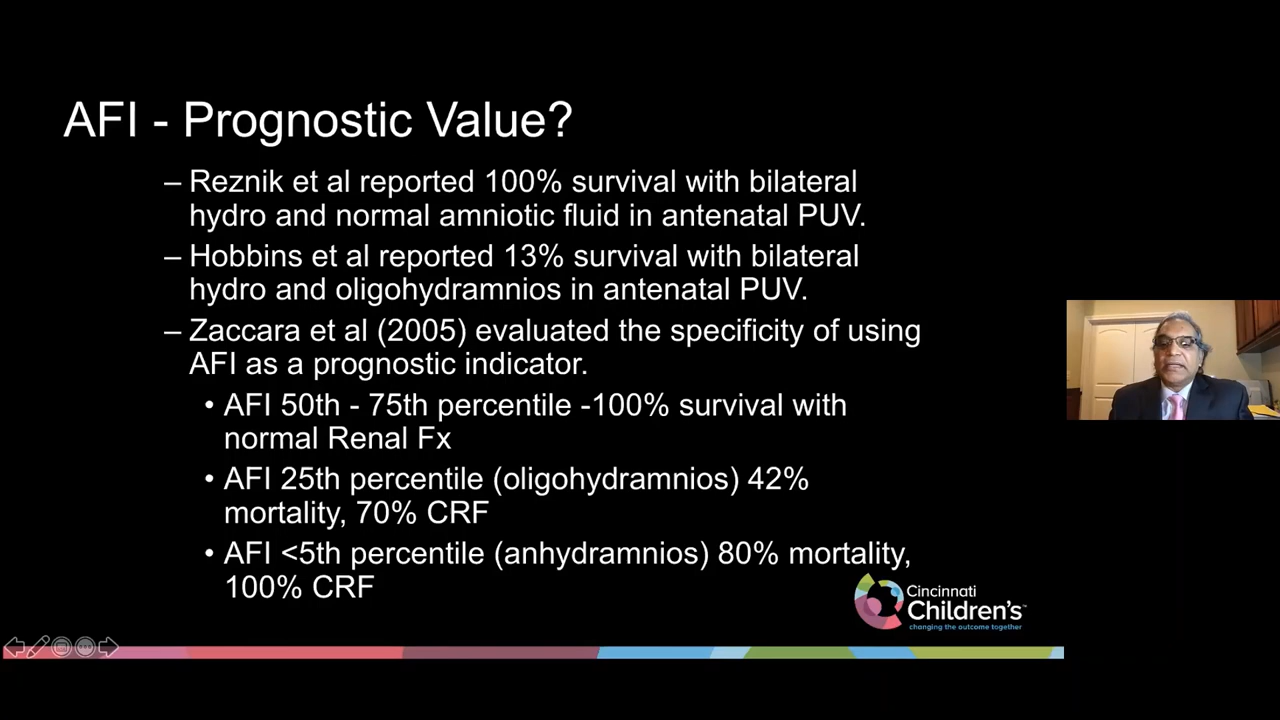 AFI - Prognostic Value?
– Reznik et al reported 100% survival with bilateral
hydro and normal amniotic fluid in antenatal PUV.
– Hobbins et al reported 13% survival with bilateral
hydro and oligohydramnios in antenatal PUV.
– Zaccara et al (2005) evaluated the specificity of using
AFI as a prognostic indicator.
• AFI 50th - 75th percentile -100% survival with
normal Renal Fx
• AFI 25th percentile (oligohydramnios) 42%
mortality, 70% CRF
• AFI <5th percentile (anhydramnios) 80% mortality,
100% CRF
Cincinnati
Children's™
changing the outcome together